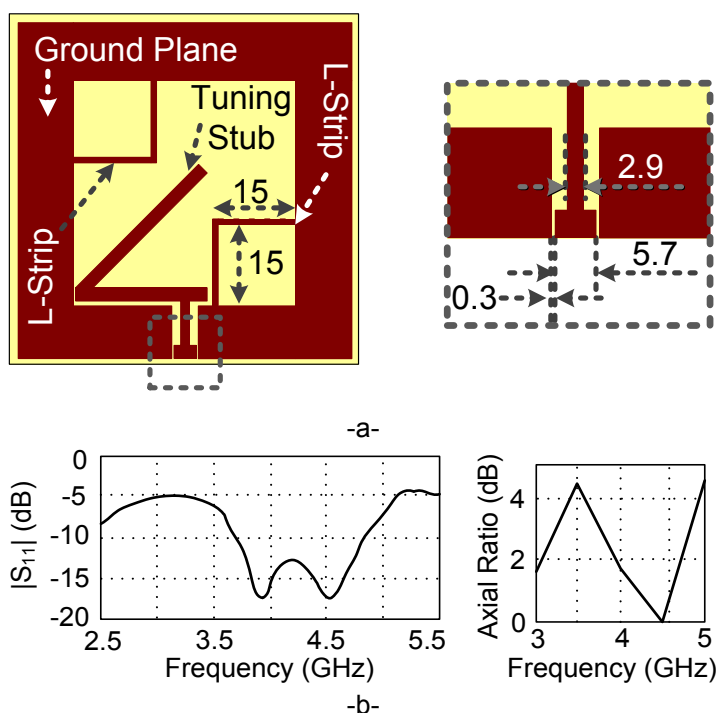 Ground Plane
Tuning
Stub
L-Strip
L-Strip
15
15
2.9
5.7
0.3
-a-
|S11| (dB)
0
-5
-10
-15
-20
2.5
3.5
4.5
5.5
Frequency (GHz)
Axial Ratio (dB)
4
2
0
3
4
5
Frequency (GHz)
-b-